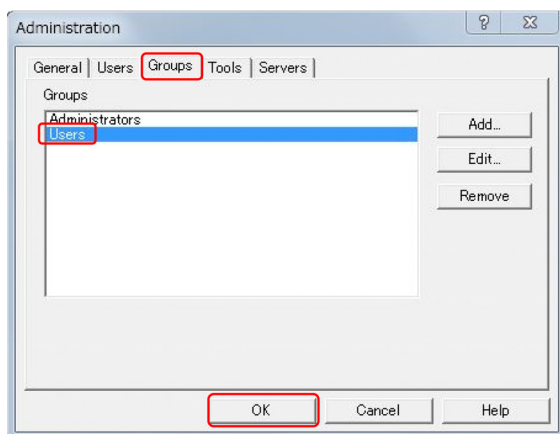 Administration
General Users Groups Tools Servers
Groups
Administrators
Users
Add...
Edit...
Remove
OK Cancel Help